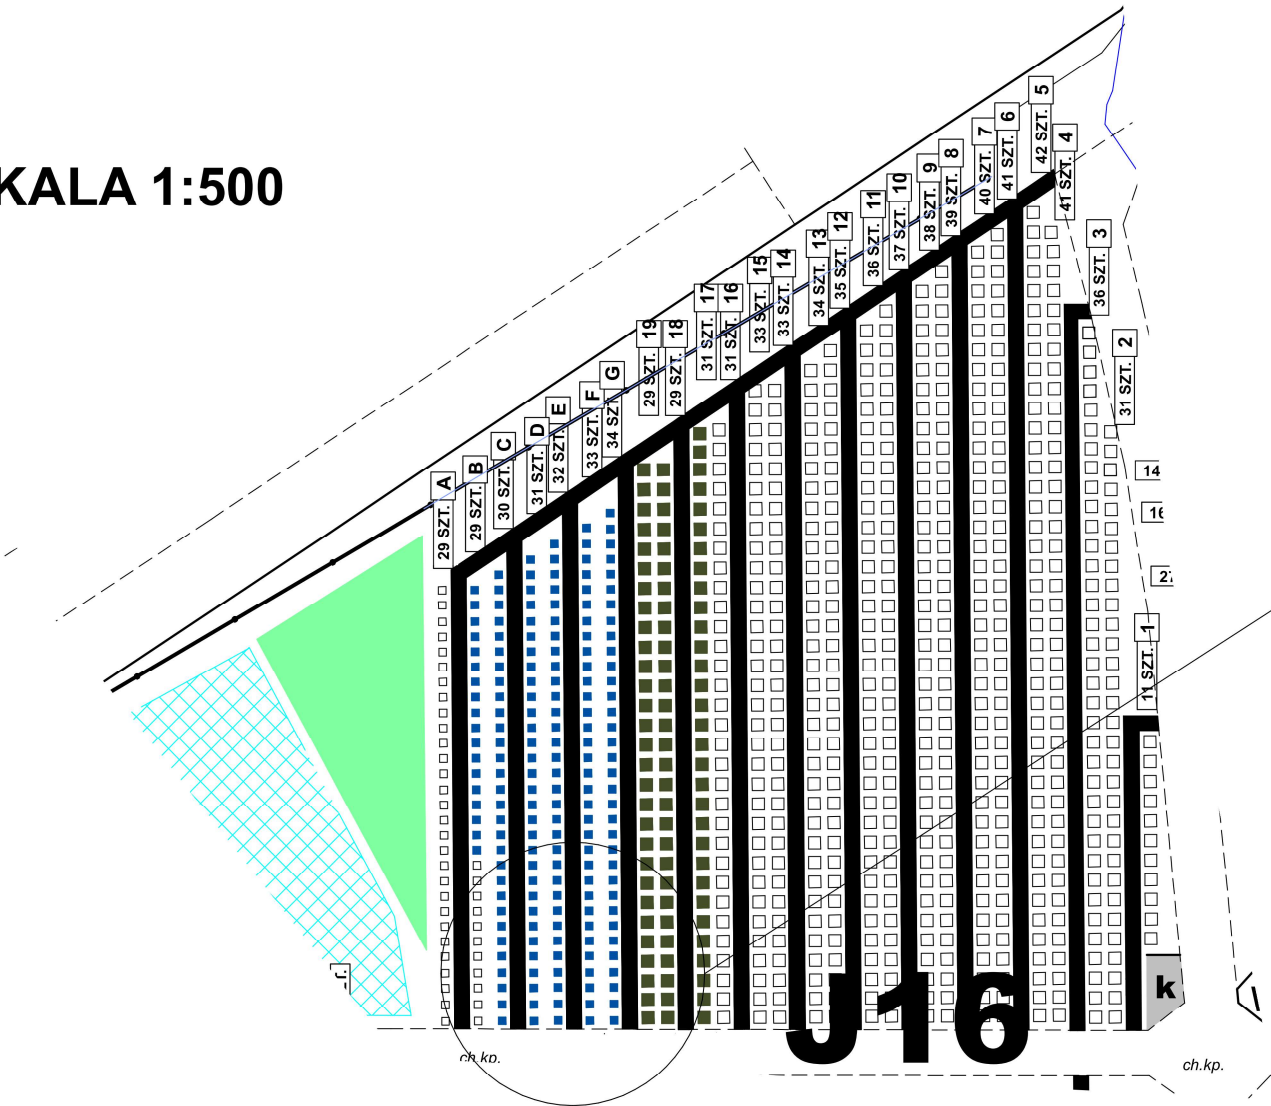 KALA 1:500
5
42 SZT.
4
41 SZT.
6
41 SZT.
7
40 SZT.
8
39 SZT.
9
38 SZT.
10
37 SZT.
11
36 SZT.
12
35 SZT.
13
34 SZT.
14
33 SZT.
15
33 SZT.
16
31 SZT.
17
31 SZT.
18
29 SZT.
19
29 SZT.
G
34 SZT
F
33 SZT.
E
32 SZT.
D
31 SZT.
C
30 SZT.
B
29 SZT.
A
29 SZT.
3
36 SZT.
2
31 SZT.
14
16
1
11 SZT.
k
J16
ch.kp.
ch.kp.